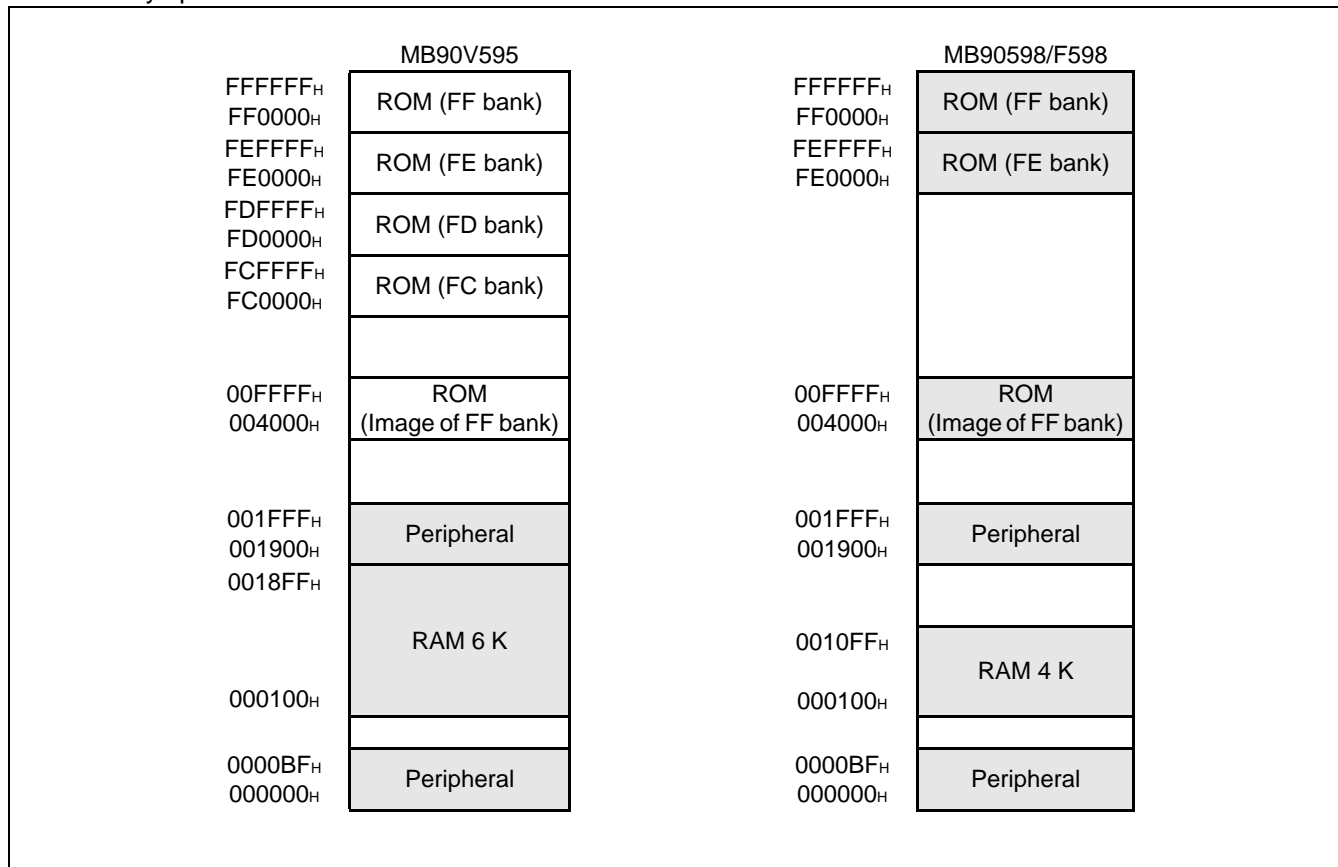 MB90V595
FFFFFFH
FF0000H
ROM (FF bank)
FEFFFFH
FE0000H
ROM (FE bank)
FDFFFFH
FD0000H
ROM (FD bank)
FCFFFFH
FC0000H
ROM (FC bank)
00FFFFH
004000H
ROM
(Image of FF bank)
001FFFH
001900H
Peripheral
0018FFH
RAM 6 K
000100H
0000BFH
000000H
Peripheral
MB90598/F598
FFFFFFH
FF0000H
ROM (FF bank)
FEFFFFH
FE0000H
ROM (FE bank)
00FFFFH
004000H
ROM
(Image of FF bank)
001FFFH
001900H
Peripheral
0010FFH
RAM 4 K
000100H
0000BFH
000000H
Peripheral